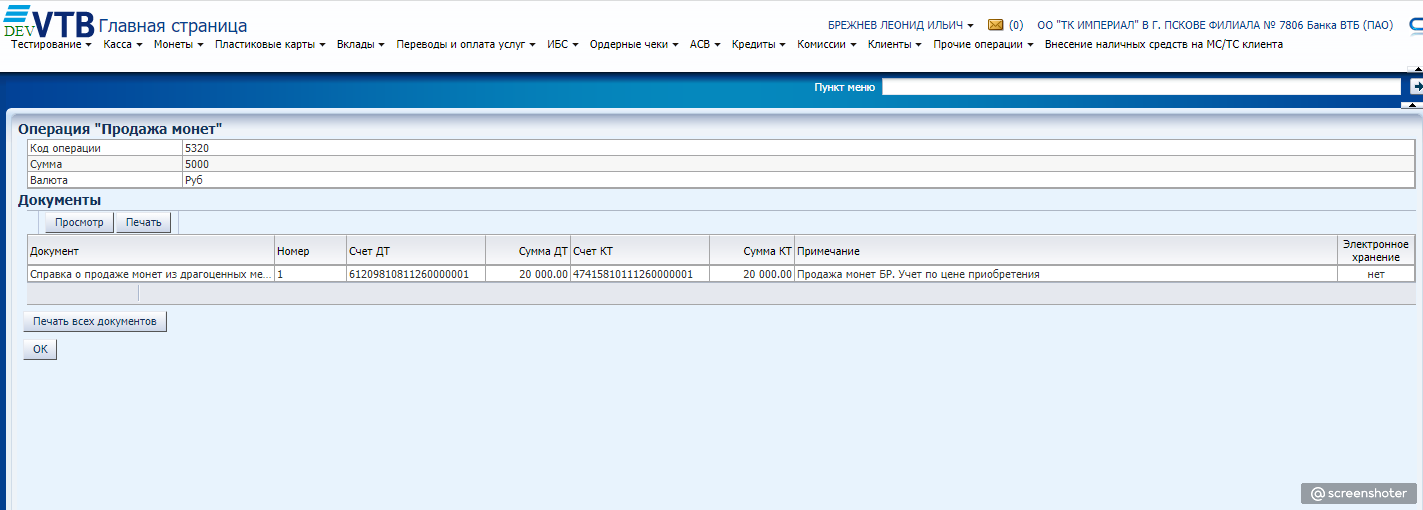 DEV VTB Главная страница БРЕЖНЕВ ЛЕОНИД ИЛЬИЧ (0) ОО "ТК ИМПЕРИАЛ" В Г. ПСКОВЕ ФИЛИАЛА № 7806 Банка ВТБ (ПАО)
Тестирование Касса Монеты Пластиковые карты Вклады Переводы и оплата услуг ИБС Ордерные чеки АСВ Кредиты Комиссии Клиенты Прочие операции Внесение наличных средств на МС/ТС клиента
Пункт меню
Операция "Продажа монет"
Код операции 5320
Сумма 5000
Валюта Руб
Документы
Просмотр Печать
Документ Номер Счет ДТ Сумма ДТ Счет КТ Сумма КТ Примечание Электронное хранение
Справка о продаже монет из драгоценных ме... 1 61209810811260000001 20 000.00 47415810111260000001 20 000.00 Продажа монет БР. Учет по цене приобретения нет
Печать всех документов
ОК
@screenshoter